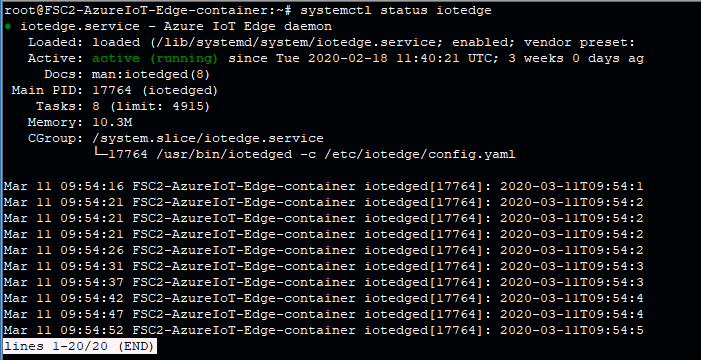 root@FSC2-AzureIoT-Edge-container:~# systemctl status iotedge
● iotedge.service - Azure IoT Edge daemon
   Loaded: loaded (/lib/systemd/system/iotedge.service; enabled; vendor preset:
   Active: active (running) since Tue 2020-02-18 11:40:21 UTC; 3 weeks 0 days ag
     Docs: man:iotedged(8)
 Main PID: 17764 (iotedged)
    Tasks: 8 (limit: 4915)
   Memory: 10.3M
   CGroup: /system.slice/iotedge.service
           └─17764 /usr/bin/iotedged -c /etc/iotedge/config.yaml

Mar 11 09:54:16 FSC2-AzureIoT-Edge-container iotedged[17764]: 2020-03-11T09:54:1
Mar 11 09:54:21 FSC2-AzureIoT-Edge-container iotedged[17764]: 2020-03-11T09:54:2
Mar 11 09:54:21 FSC2-AzureIoT-Edge-container iotedged[17764]: 2020-03-11T09:54:2
Mar 11 09:54:21 FSC2-AzureIoT-Edge-container iotedged[17764]: 2020-03-11T09:54:2
Mar 11 09:54:26 FSC2-AzureIoT-Edge-container iotedged[17764]: 2020-03-11T09:54:2
Mar 11 09:54:31 FSC2-AzureIoT-Edge-container iotedged[17764]: 2020-03-11T09:54:3
Mar 11 09:54:37 FSC2-AzureIoT-Edge-container iotedged[17764]: 2020-03-11T09:54:3
Mar 11 09:54:42 FSC2-AzureIoT-Edge-container iotedged[17764]: 2020-03-11T09:54:4
Mar 11 09:54:47 FSC2-AzureIoT-Edge-container iotedged[17764]: 2020-03-11T09:54:4
Mar 11 09:54:52 FSC2-AzureIoT-Edge-container iotedged[17764]: 2020-03-11T09:54:5
lines 1-20/20 (END)